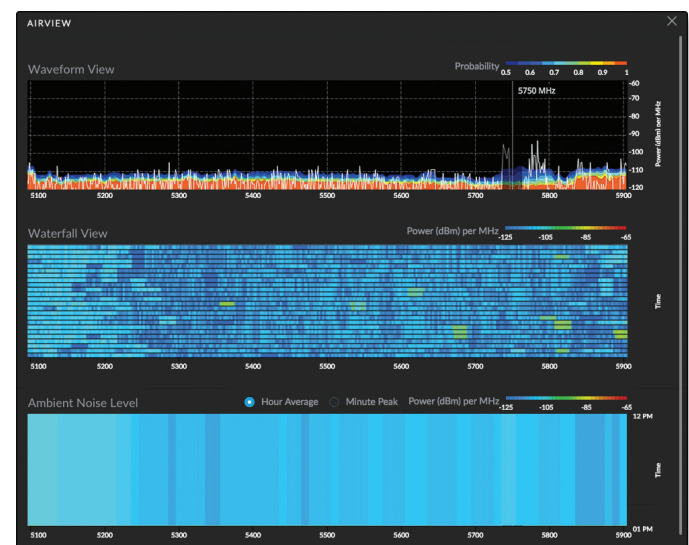 AIRVIEW
Waveform View
Probability
0.5 0.6 0.7 0.8 0.9 1
5750 MHz
-60
-70
-80
-90
-100
-110
-120
Power (dBm) per MHz
5100 5200 5300 5400 5500 5600 5700 5800 5900
Waterfall View
Power (dBm) per MHz
-125 -105 -85 -65
Time
5100 5200 5300 5400 5500 5600 5700 5800 5900
Ambient Noise Level
Hour Average
Minute Peak
Power (dBm) per MHz
-125 -105 -85 -65
12 PM
Time
01 PM
5100 5200 5300 5400 5500 5600 5700 5800 5900